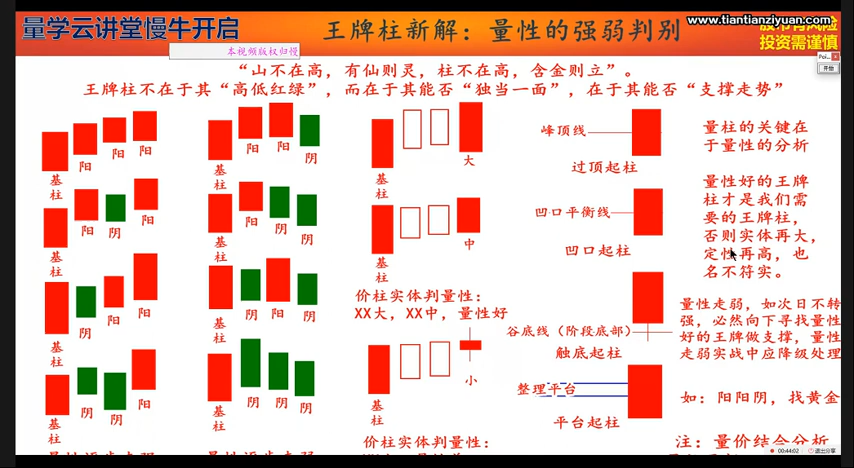 www.tiantianziyuan.com
量学云讲堂慢牛开启
王牌柱新解：量性的强弱判别
投资需谨慎
本视频版权归慢
开始
“山不在高，有仙则灵，柱不在高，含金则立”。
王牌柱不在于其“高低红绿”，而在于其能否“独当一面”，在于其能否“支撑走势”
基柱
阳
阳
阳
基柱
阳
阴
阳
基柱
阴
阳
阳
基柱
阴
阴
阳
基柱
阳
阳
阴
基柱
阳
阴
阴
基柱
阴
阳
阴
基柱
阴
阴
阴
基柱
大
基柱
中
价柱实体判量性：
XX大，XX中，量性好
基柱
小
价柱实体判量性：
峰顶线
过顶起柱
凹口平衡线
凹口起柱
谷底线（阶段底部）
触底起柱
整理平台
平台起柱
量柱的关键在
于量性的分析
量性好的王牌
柱才是我们需
要的王牌柱，
否则实体再大，
定性再高，也
名不符实。
量性走弱，如次日不转
强，必然向下寻找量性
好的王牌做支撑，量性
走弱实战中应降级处理
如：阳阳阴，找黄金
注：量价结合分析
00:44:02
退出分享